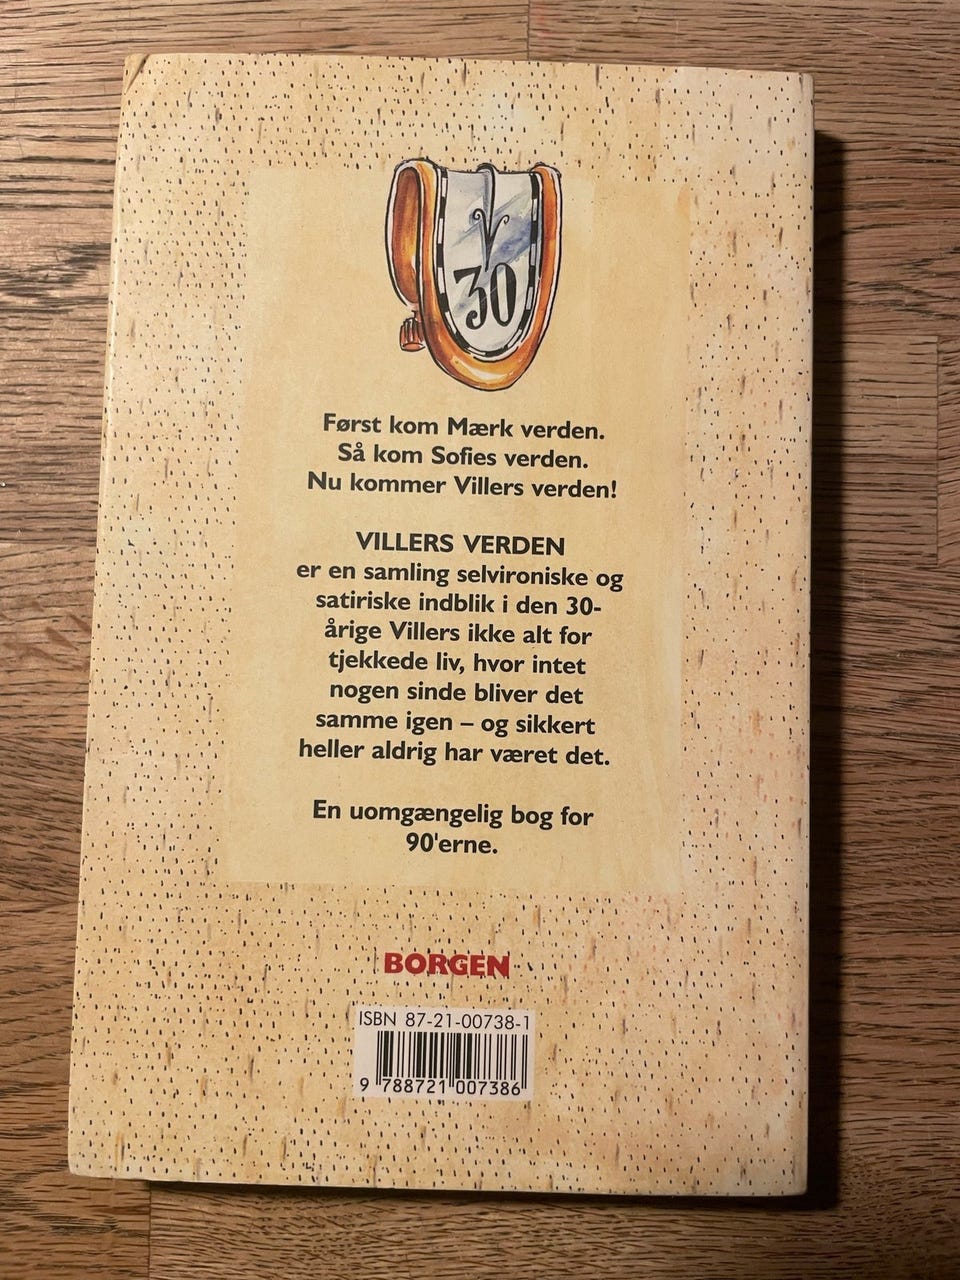 30
Først kom Mærk verden.
Så kom Sofies verden.
Nu kommer Villers verden!
VILLERS VERDEN
er en samling selvironiske og
satiriske indblik i den 30-
årige Villers ikke alt for
tjekkede liv, hvor intet
nogen sinde bliver det
samme igen – og sikkert
heller aldrig har været det.
En uomgængelig bog for
90'erne.
BORGEN
ISBN 87-21-00738-1
9 788721 007386